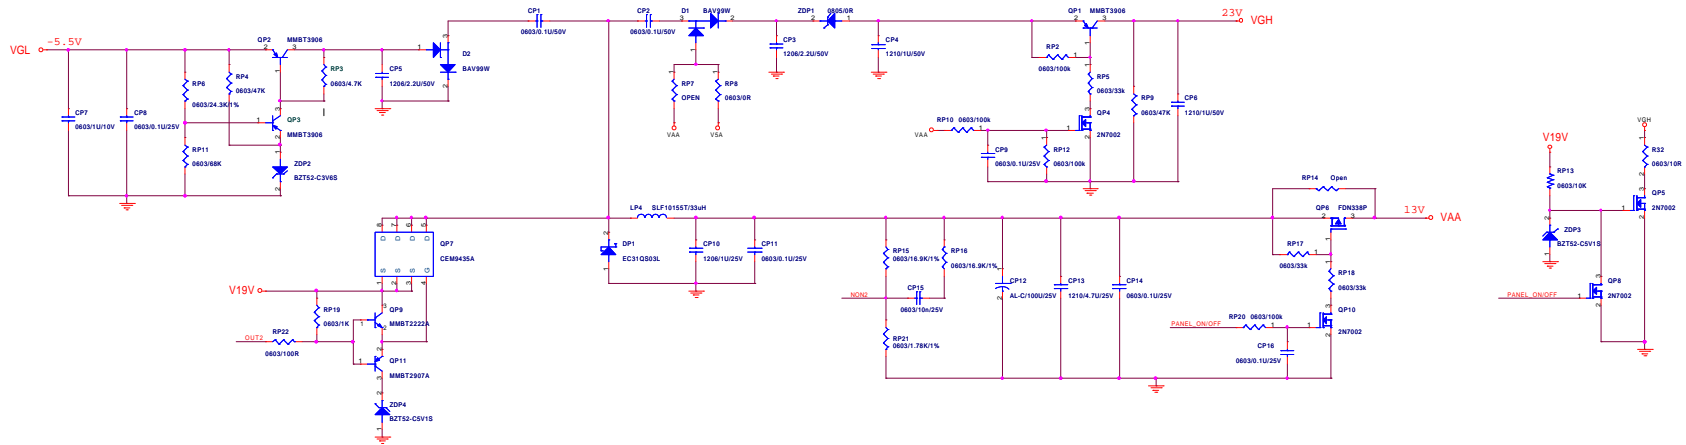 VGL
-5.5V
QP2
MMBT3906
RP6
0603/24.3K/1%
RP4
0603/47K
RP3
0603/4.7K
CP5
1206/2.2U/50V
D2
BAV99W
CP7
0603/1U/10V
CP8
0603/0.1U/25V
QP3
MMBT3906
RP11
0603/68K
ZDP2
BZT52-C3V6S
CP1
0603/0.1U/50V
CP2
0603/0.1U/50V
D1
BAV99W
ZDP1
0805/0R
CP3
1206/2.2U/50V
CP4
1210/1U/50V
RP7
OPEN
RP8
0603/0R
VAA
V5A
QP1
MMBT3906
23V
VGH
RP2
0603/100k
RP5
0603/33k
RP9
0603/47K
CP6
1210/1U/50V
QP4
2N7002
VAA
RP10 0603/100k
CP9
0603/0.1U/25V
RP12
0603/100k
V19V
RP13
0603/10K
ZDP3
BZT52-C5V1S
VGH
R32
0603/10R
QP5
2N7002
QP8
2N7002
PANEL_ON/OFF
LP4
SLF10155T/33uH
QP7
CEM9435A
D D D D
S S S G
V19V
RP19
0603/1K
QP9
MMBT2222A
OUT2
RP22
0603/100R
QP11
MMBT2907A
ZDP4
BZT52-C5V1S
DP1
EC31QS03L
CP10
1206/1U/25V
CP11
0603/0.1U/25V
RP15
0603/16.9K/1%
RP16
0603/16.9K/1%
NON2
CP15
0603/10n/25V
RP21
0603/1.78K/1%
CP12
AL-C/100U/25V
CP13
1210/4.7U/25V
CP14
0603/0.1U/25V
RP14
Open
QP6
FDN338P
13V
VAA
RP17
0603/33k
RP18
0603/33k
PANEL_ON/OFF
RP20 0603/100k
QP10
2N7002
CP16
0603/0.1U/25V